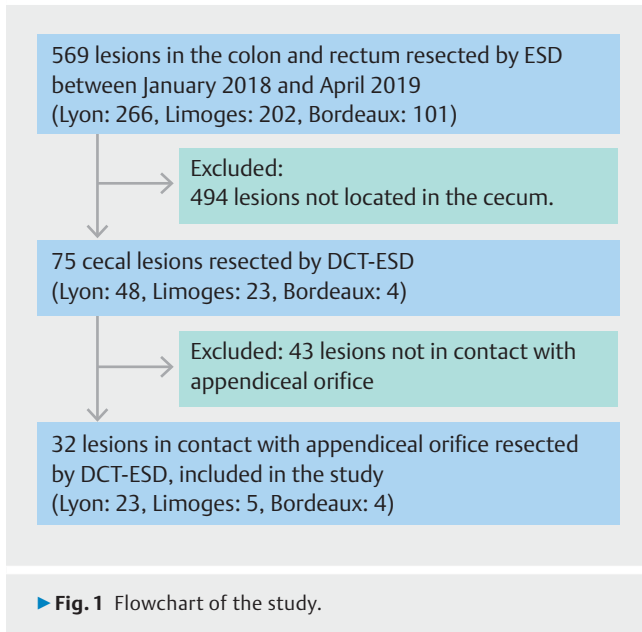 569 lesions in the colon and rectum resected by ESD
between January 2018 and April 2019
(Lyon: 266, Limoges: 202, Bordeaux: 101)
Excluded:
494 lesions not located in the cecum.
75 cecal lesions resected by DCT-ESD
(Lyon: 48, Limoges: 23, Bordeaux: 4)
Excluded: 43 lesions not in contact with
appendiceal orifice
32 lesions in contact with appendiceal orifice resected
by DCT-ESD, included in the study
(Lyon: 23, Limoges: 5, Bordeaux: 4)
▶ Fig. 1 Flowchart of the study.